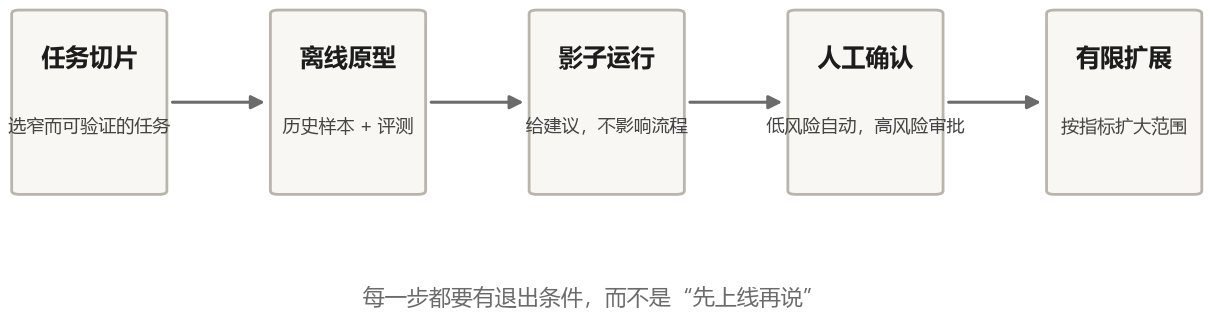 任务切片
选窄而可验证的任务
离线原型
历史样本 + 评测
影子运行
给建议，不影响流程
人工确认
低风险自动，高风险审批
有限扩展
按指标扩大范围
每一步都要有退出条件，而不是“先上线再说”